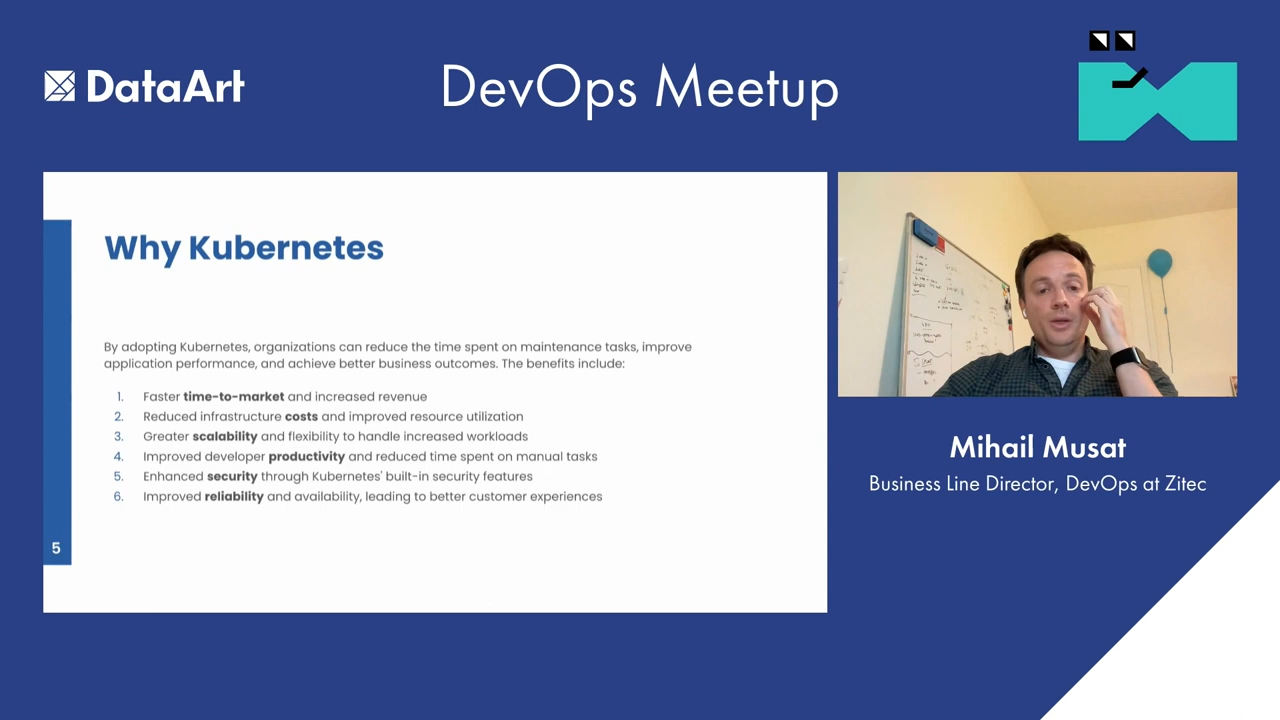 DataArt
DevOps Meetup
Why Kubernetes
By adopting Kubernetes, organizations can reduce the time spent on maintenance tasks, improve
application performance, and achieve better business outcomes. The benefits include:
1. Faster time-to-market and increased revenue
2. Reduced infrastructure costs and improved resource utilization
3. Greater scalability and flexibility to handle increased workloads
4. Improved developer productivity and reduced time spent on manual tasks
5. Enhanced security through Kubernetes' built-in security features
6. Improved reliability and availability, leading to better customer experiences
5
Mihail Musat
Business Line Director, DevOps at Zitec